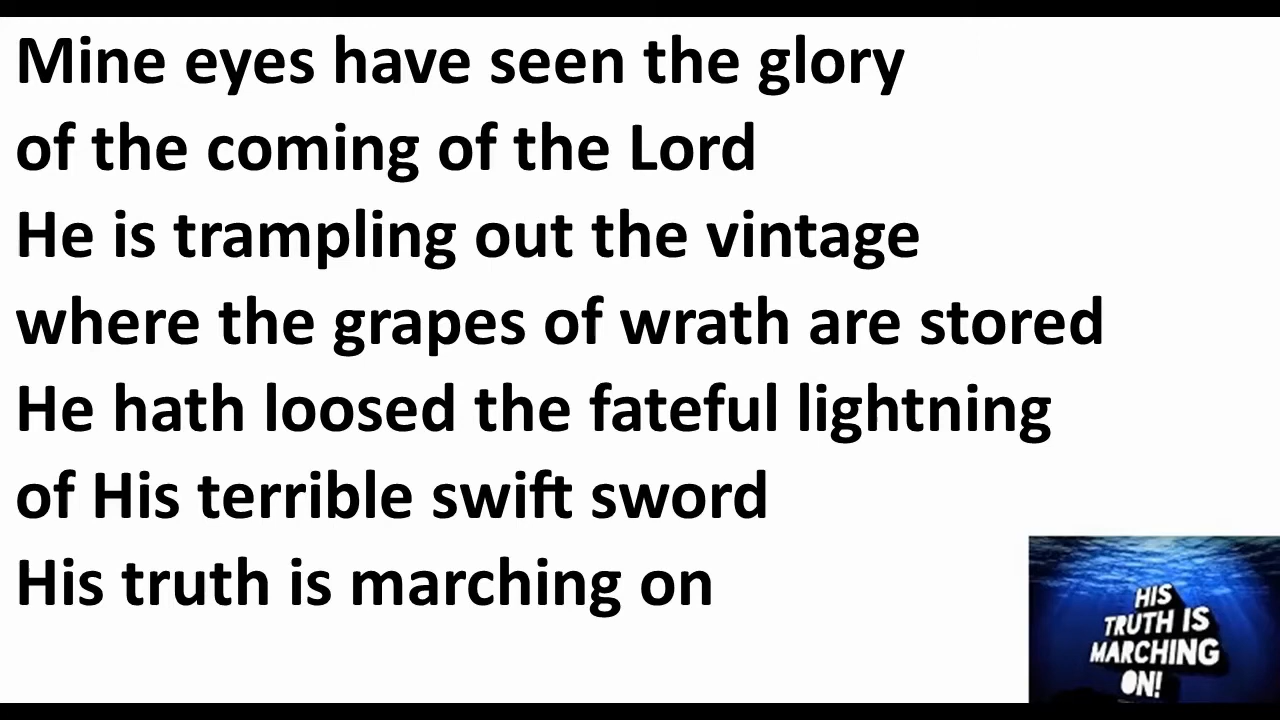 Mine eyes have seen the glory
of the coming of the Lord
He is trampling out the vintage
where the grapes of wrath are stored
He hath loosed the fateful lightning
of His terrible swift sword
His truth is marching on
HIS
TRUTH IS
MARCHING
ON!